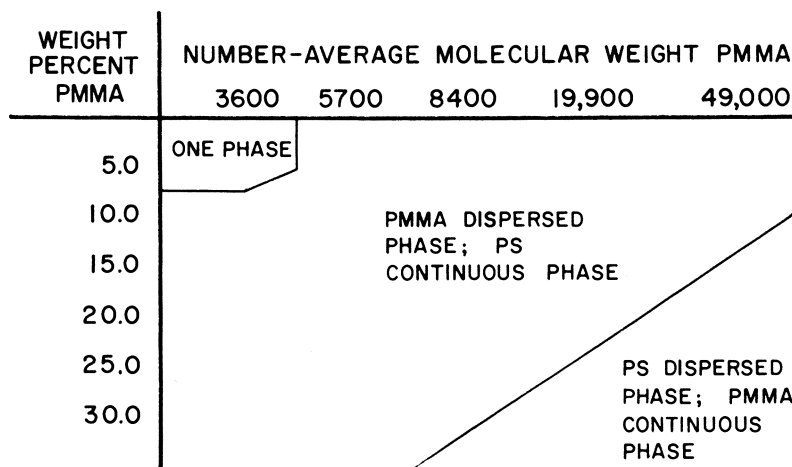 WEIGHT PERCENT PMMA
NUMBER-AVERAGE MOLECULAR WEIGHT PMMA
3600 5700 8400 19,900 49,000
5.0
10.0
15.0
20.0
25.0
30.0
ONE PHASE
PMMA DISPERSED
PHASE; PS
CONTINUOUS PHASE
PS DISPERSED
PHASE; PMMA
CONTINUOUS
PHASE